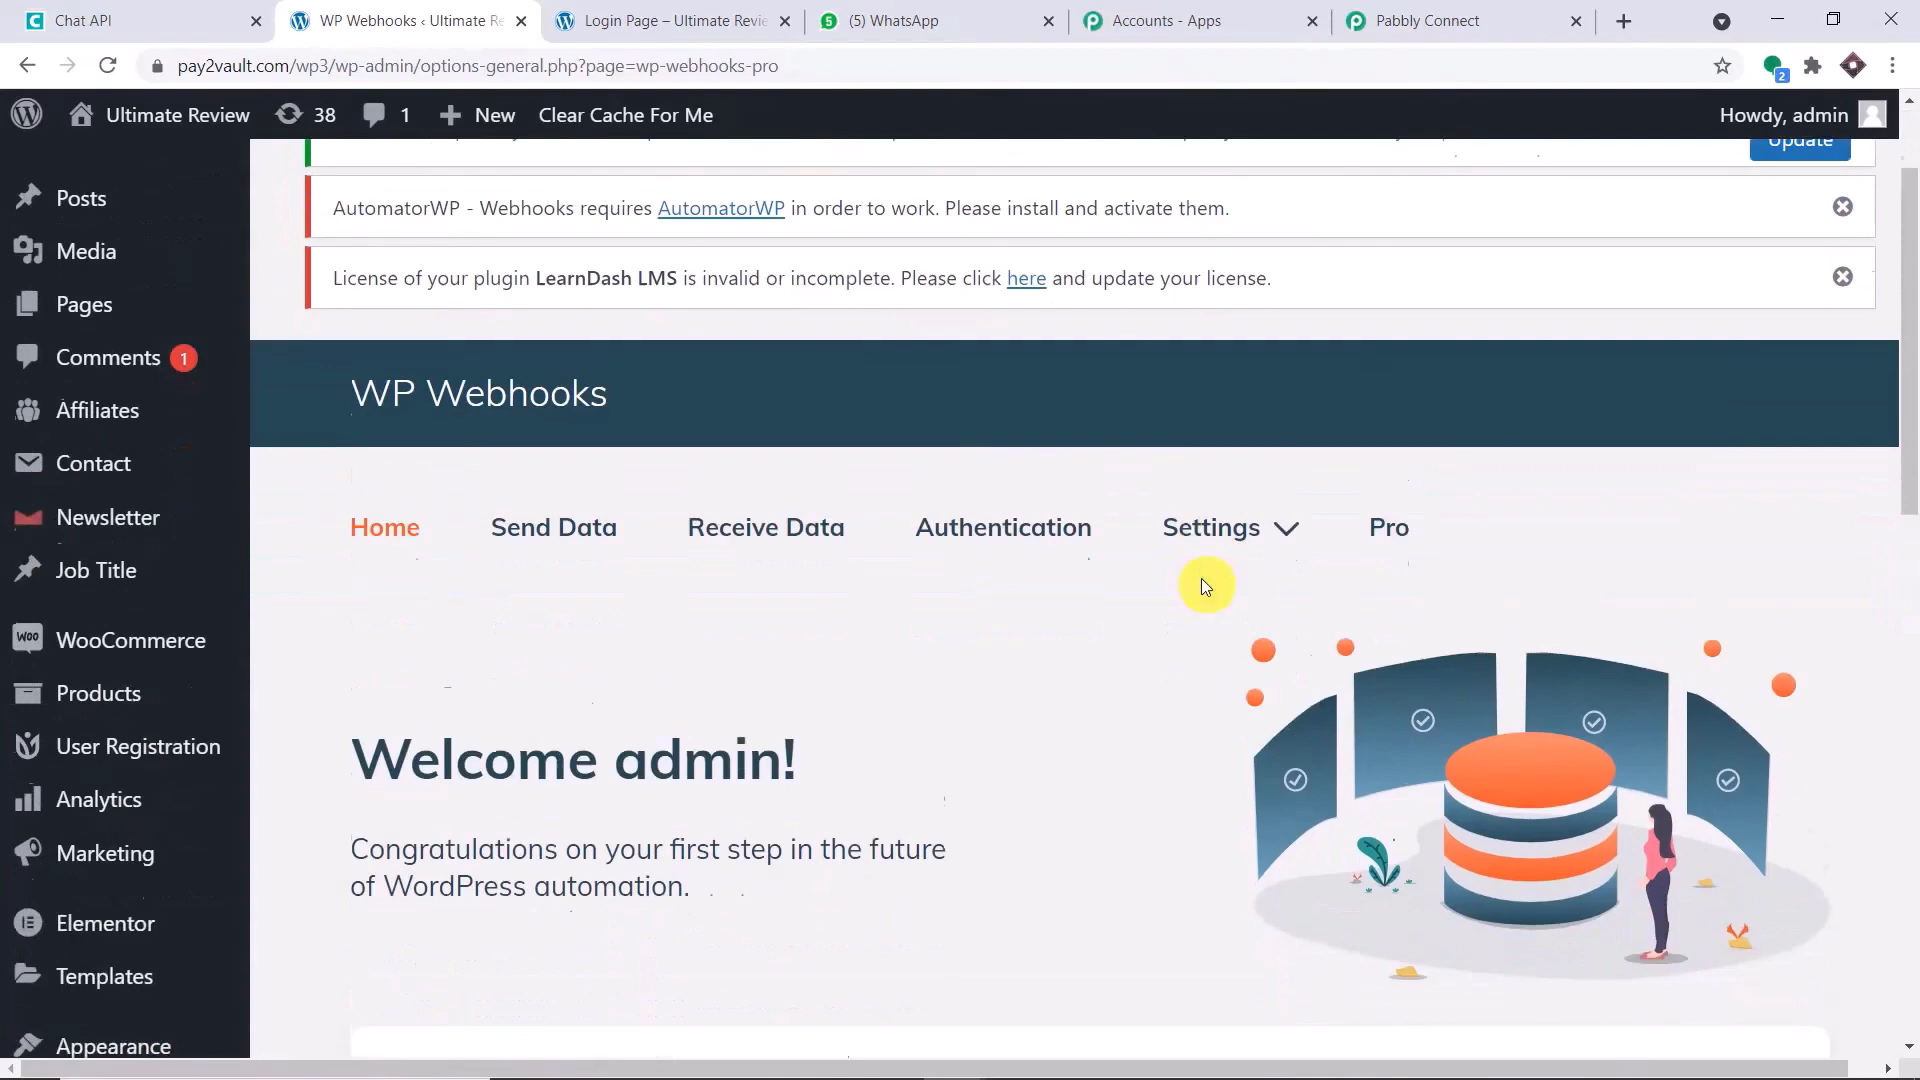 Chat API
WP Webhooks ‹ Ultimate Re
Login Page – Ultimate Revie
(5) WhatsApp
Accounts - Apps
Pabbly Connect
pay2vault.com/wp3/wp-admin/options-general.php?page=wp-webhooks-pro
2
Ultimate Review
38
1
New
Clear Cache For Me
Howdy, admin
Update
AutomatorWP - Webhooks requires AutomatorWP in order to work. Please install and activate them.
License of your plugin LearnDash LMS is invalid or incomplete. Please click here and update your license.
Posts
Media
Pages
Comments 1
Affiliates
Contact
Newsletter
Job Title
WooCommerce
Products
User Registration
Analytics
Marketing
Elementor
Templates
Appearance
WP Webhooks
Home
Send Data
Receive Data
Authentication
Settings
Pro
Welcome admin!
Congratulations on your first step in the future
of WordPress automation.